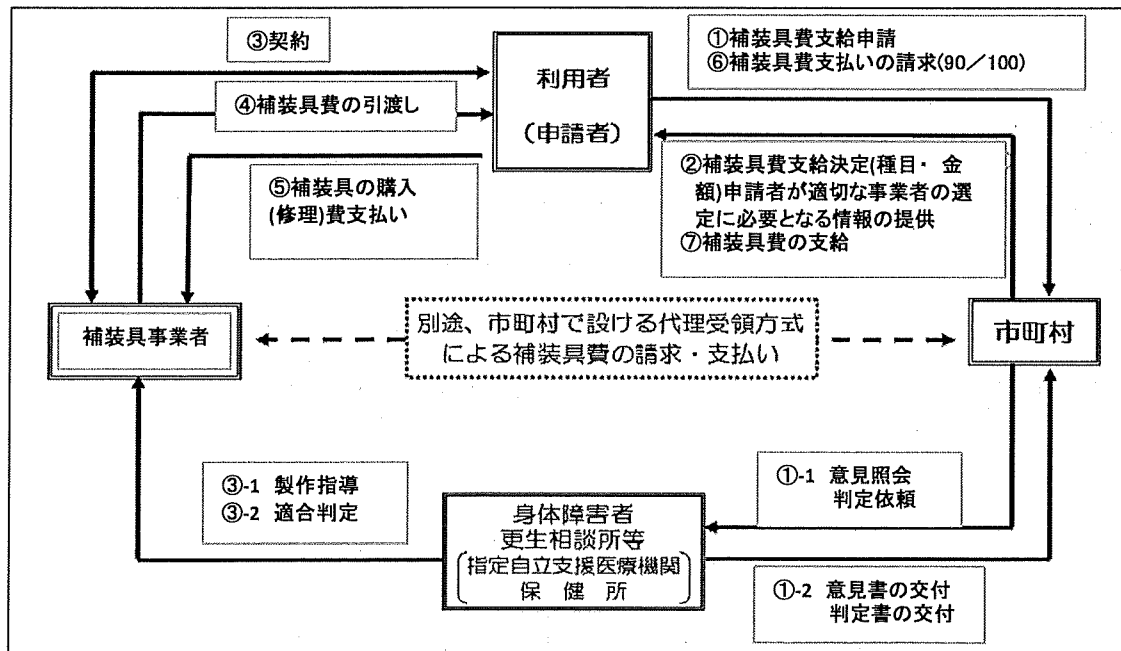 ③契約
①補装具費支給申請
⑥補装具費支払いの請求(90／100)
利用者
（申請者）
④補装具費の引渡し
②補装具費支給決定(種目・ 金
額)申請者が適切な事業者の選
定に必要となる情報の提供
⑦補装具費の支給
⑤補装具の購入
(修理)費支払い
補装具事業者
別途、市町村で設ける代理受領方式
による補装具費の請求・支払い
市町村
③-1 製作指導
③-2 適合判定
①-1 意見照会
判定依頼
身体障害者
更生相談所等
指定自立支援医療機関
保 健 所
①-2 意見書の交付
判定書の交付